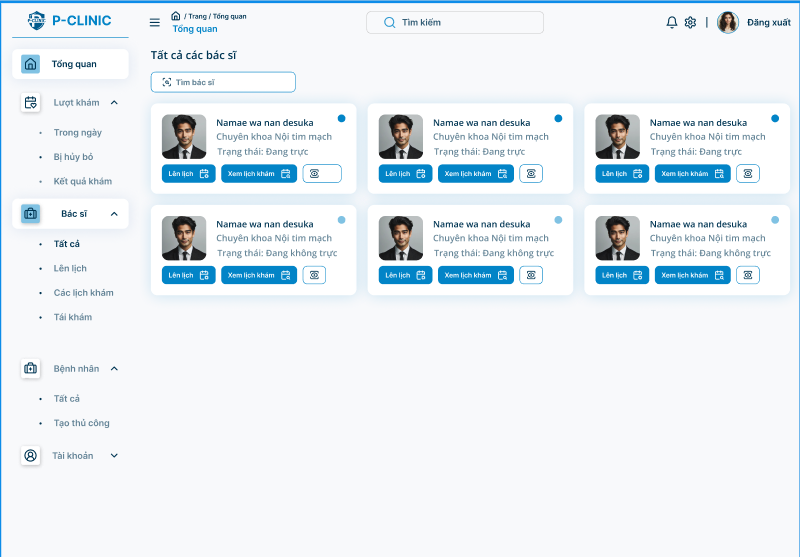 P-CLINIC
P-CLINIC
/ Trang / Tổng quan
Tổng quan
Tìm kiếm
|
Đăng xuất
Tổng quan
Lượt khám
Trong ngày
Bị hủy bỏ
Kết quả khám
Bác sĩ
Tất cả
Lên lịch
Các lịch khám
Tái khám
Bệnh nhân
Tất cả
Tạo thủ công
Tài khoản
Tất cả các bác sĩ
Tìm bác sĩ
Namae wa nan desuka
Chuyên khoa Nội tim mạch
Trạng thái: Đang trực
Lên lịch
Xem lịch khám
Namae wa nan desuka
Chuyên khoa Nội tim mạch
Trạng thái: Đang trực
Lên lịch
Xem lịch khám
Namae wa nan desuka
Chuyên khoa Nội tim mạch
Trạng thái: Đang trực
Lên lịch
Xem lịch khám
Namae wa nan desuka
Chuyên khoa Nội tim mạch
Trạng thái: Đang không trực
Lên lịch
Xem lịch khám
Namae wa nan desuka
Chuyên khoa Nội tim mạch
Trạng thái: Đang không trực
Lên lịch
Xem lịch khám
Namae wa nan desuka
Chuyên khoa Nội tim mạch
Trạng thái: Đang không trực
Lên lịch
Xem lịch khám